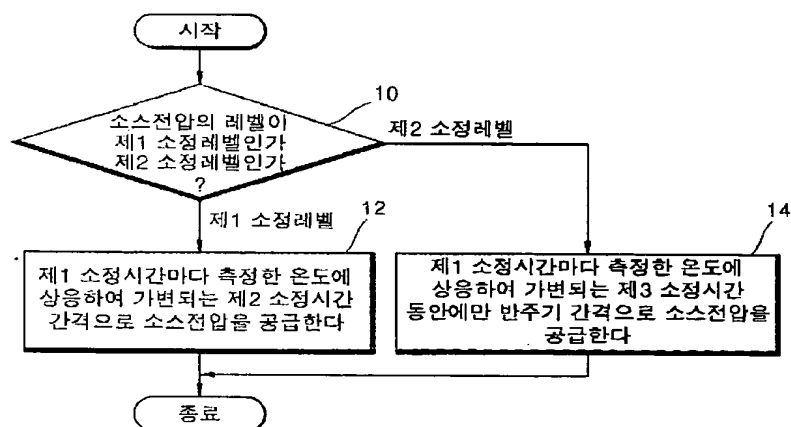 시작
10
소스전압의 레벨이
제1 소정레벨인가
제2 소정레벨인가
?
제2 소정레벨
제1 소정레벨
12
14
제1 소정시간마다 측정한 온도에
상응하여 가변되는 제2 소정시간
간격으로 소스전압을 공급한다
제1 소정시간마다 측정한 온도에
상응하여 가변되는 제3 소정시간
동안에만 반주기 간격으로 소스전압을
공급한다
종료